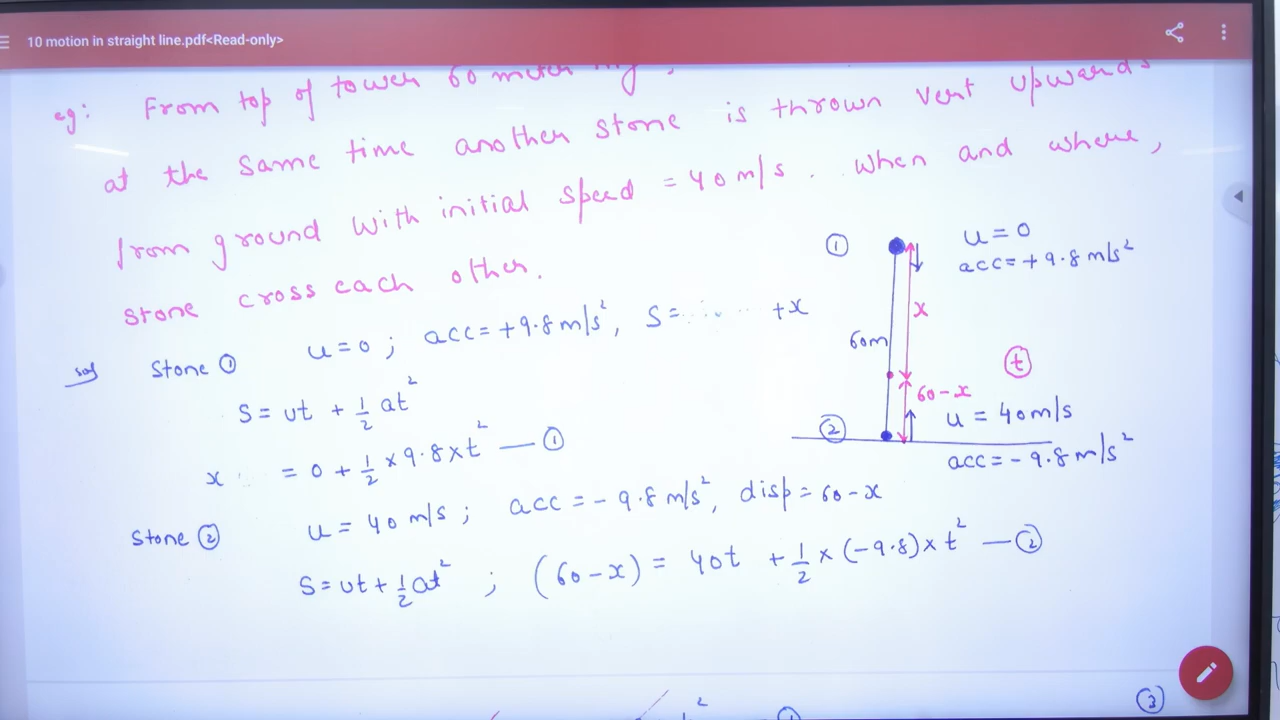 10 motion in straight line.pdf<Read-only>
eg: From top of tower 60 meter
at the same time another stone is thrown vert upwards
from ground with initial speed = 40 m/s. when and where,
stone cross each other.
① u = 0
acc = +9.8 m/s²
x
60m
t
60-x
② u = 40 m/s
acc = -9.8 m/s²
sol Stone ① u = 0 ; acc = +9.8 m/s², S = +x
S = ut + 1/2 at²
x = 0 + 1/2 × 9.8 × t² — ①
Stone ② u = 40 m/s ; acc = - 9.8 m/s², disp = 60 - x
S = ut + 1/2 at² ; (60 - x) = 40t + 1/2 × (-9.8) × t² — ②
2
③